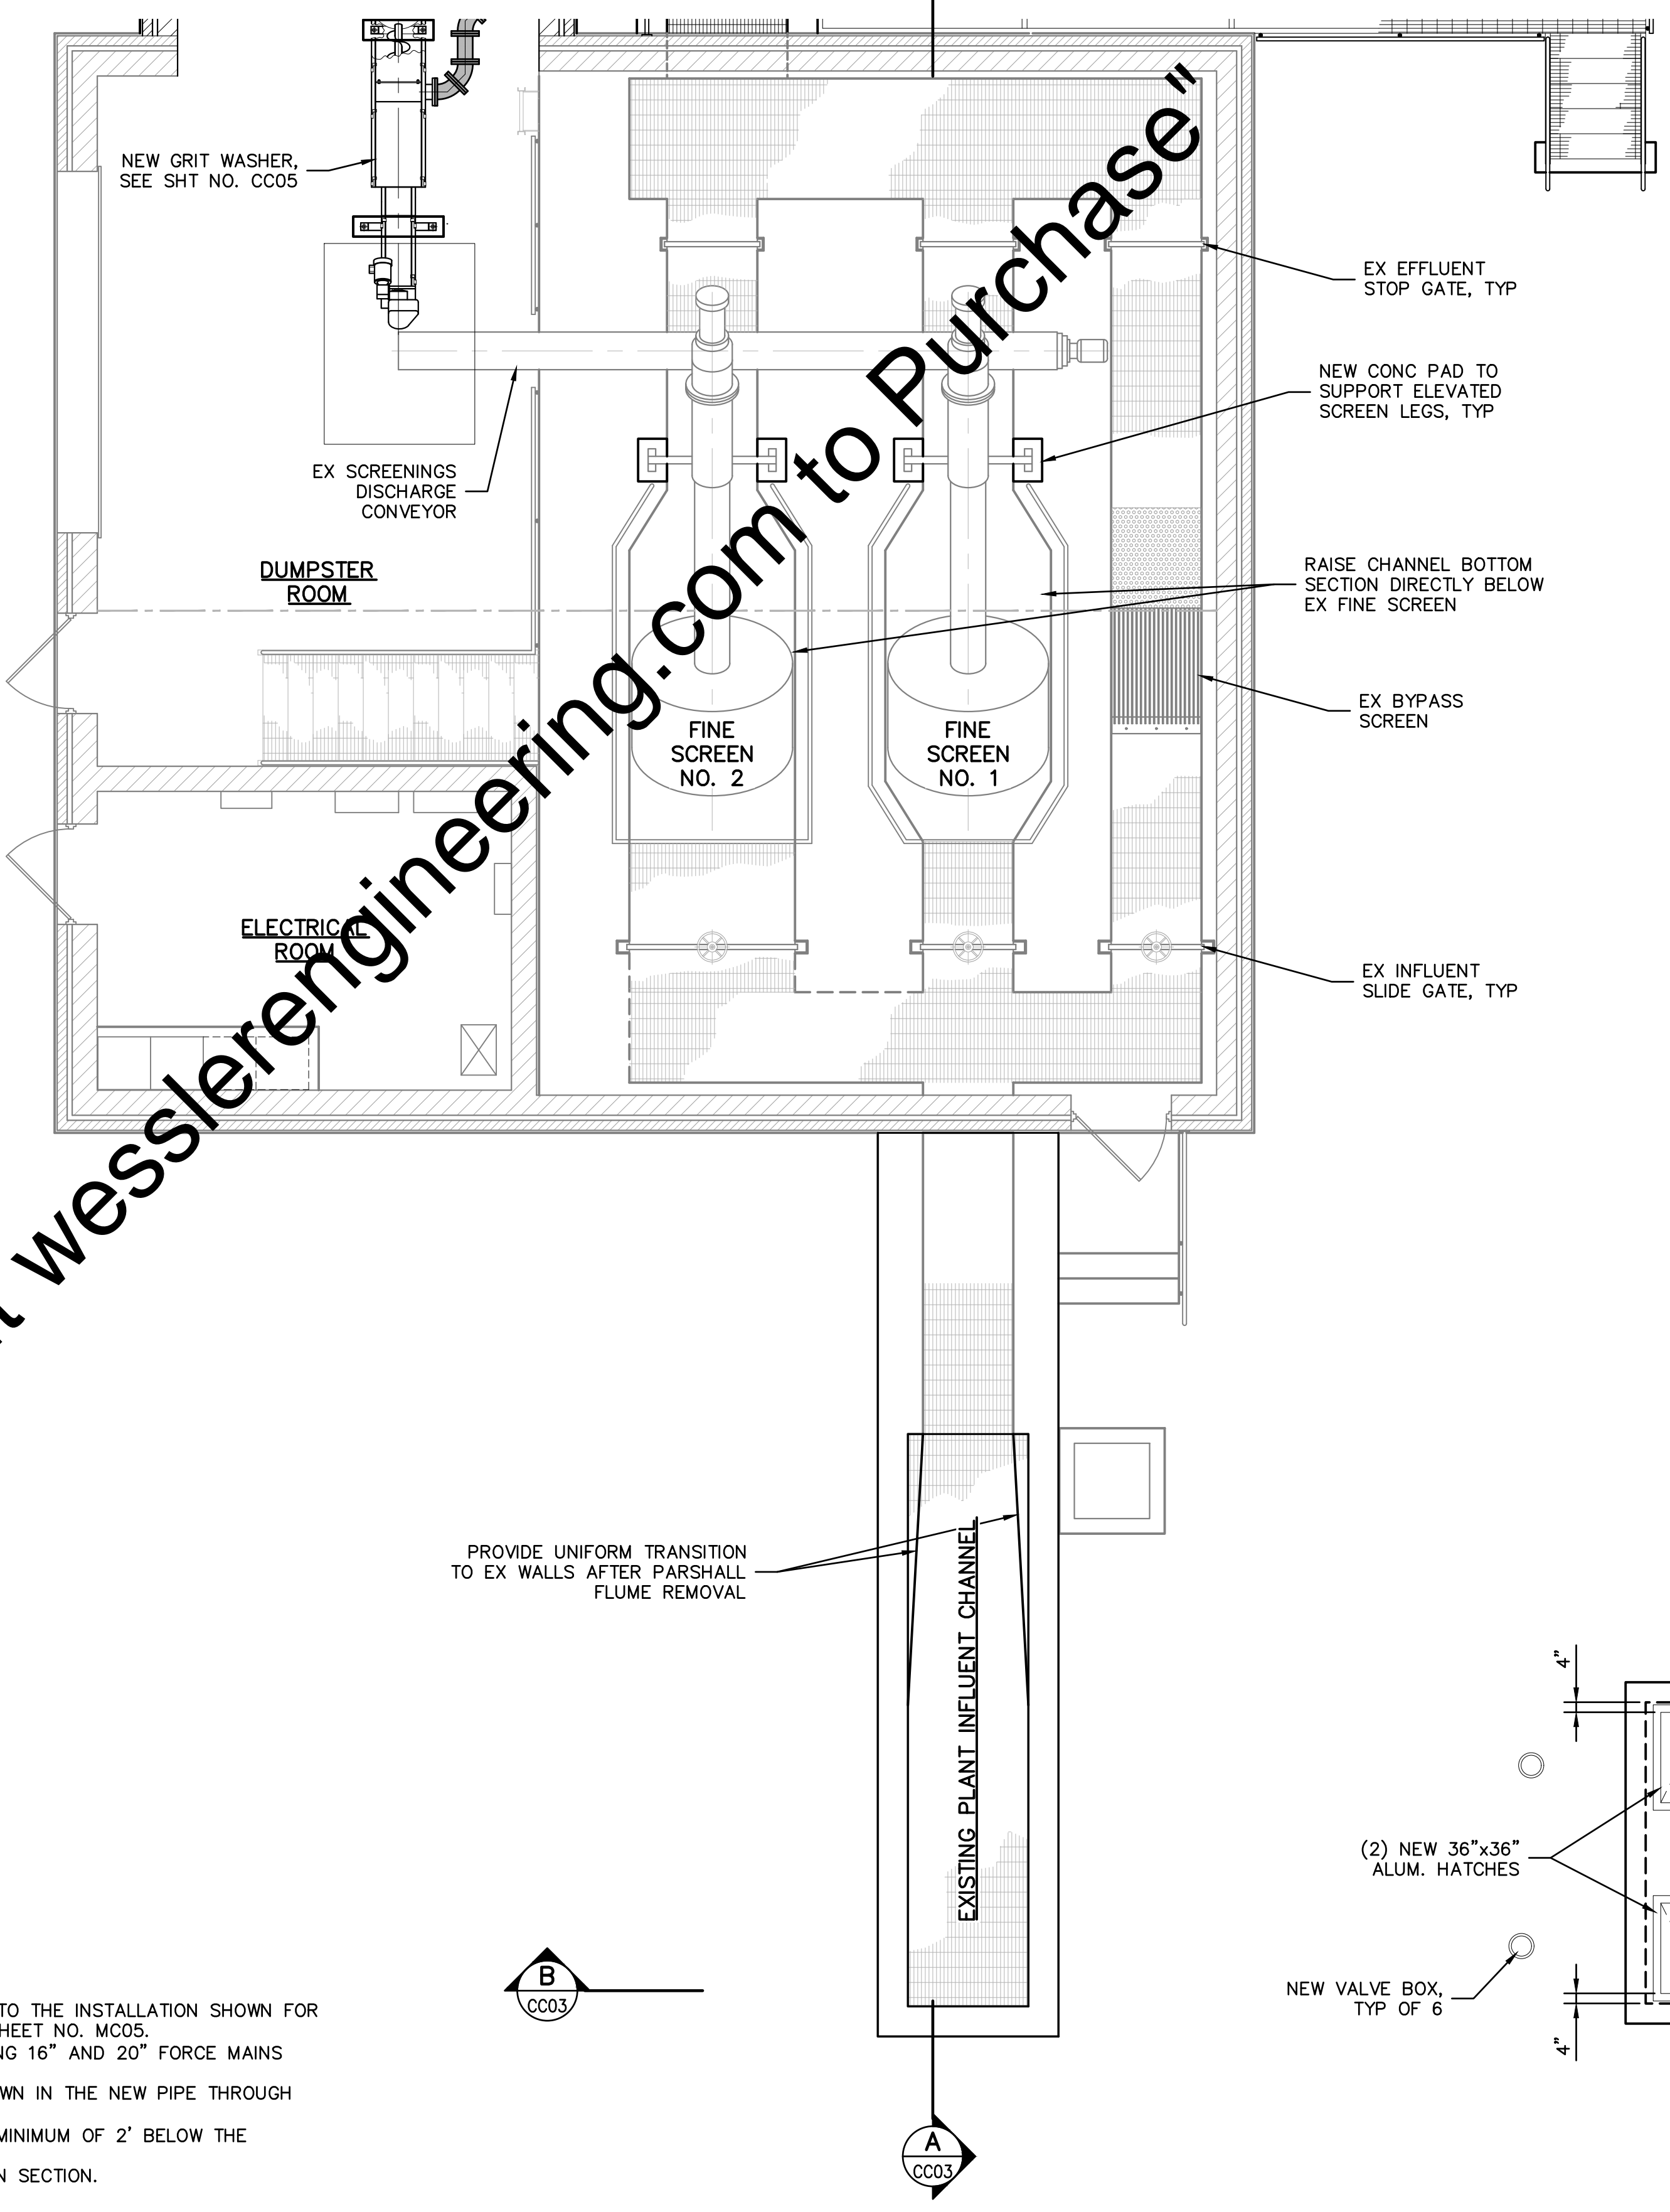 NEW GRIT WASHER,
SEE SHT NO. CC05
EX EFFLUENT
STOP GATE, TYP
NEW CONC PAD TO
SUPPORT ELEVATED
SCREEN LEGS, TYP
EX SCREENINGS
DISCHARGE
CONVEYOR
DUMPSTER
ROOM
RAISE CHANNEL BOTTOM
SECTION DIRECTLY BELOW
EX FINE SCREEN
EX BYPASS
SCREEN
FINE
SCREEN
NO. 2
FINE
SCREEN
NO. 1
ELECTRICAL
ROOM
EX INFLUENT
SLIDE GATE, TYP
wesslerengineering.com to Purchase"
PROVIDE UNIFORM TRANSITION
TO EX WALLS AFTER PARSHALL
FLUME REMOVAL
EXISTING PLANT INFLUENT CHANNEL
4"
(2) NEW 36"x36"
ALUM. HATCHES
NEW VALVE BOX,
TYP OF 6
4"
B
CC03
TO THE INSTALLATION SHOWN FOR
HEET NO. MC05.
NG 16" AND 20" FORCE MAINS
WN IN THE NEW PIPE THROUGH
MINIMUM OF 2' BELOW THE
N SECTION.
A
CC03